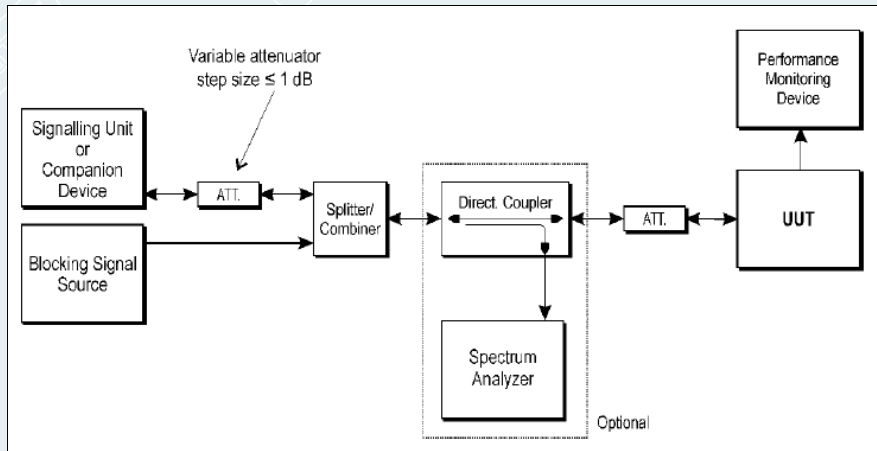 Variable attenuator
step size ≤ 1 dB
Performance
Monitoring
Device
Signalling Unit
or
Companion
Device
ATT.
Splitter/
Combiner
Direct. Coupler
ATT.
UUT
Blocking Signal
Source
Spectrum
Analyzer
Optional